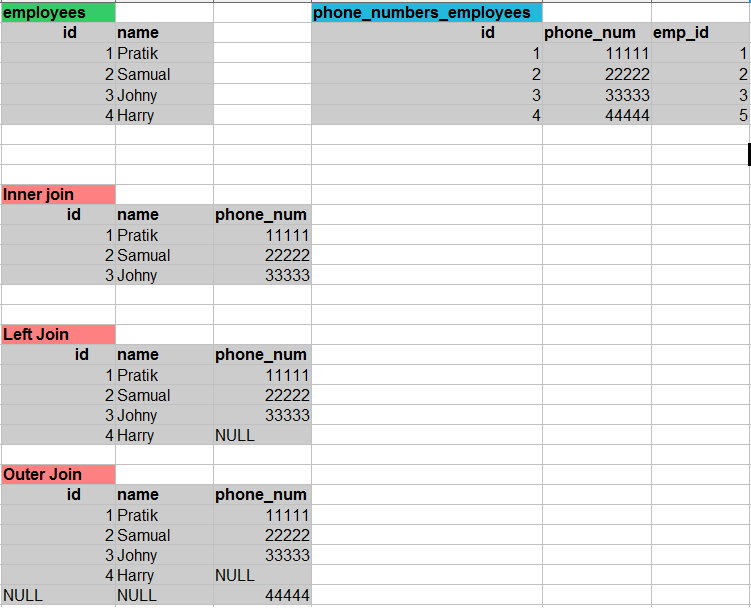 employees phone_numbers_employees
id name id phone_num emp_id
1 Pratik 1 11111 1
2 Samual 2 22222 2
3 Johny 3 33333 3
4 Harry 4 44444 5
Inner join
id name phone_num
1 Pratik 11111
2 Samual 22222
3 Johny 33333
Left Join
id name phone_num
1 Pratik 11111
2 Samual 22222
3 Johny 33333
4 Harry NULL
Outer Join
id name phone_num
1 Pratik 11111
2 Samual 22222
3 Johny 33333
4 Harry NULL
NULL NULL 44444